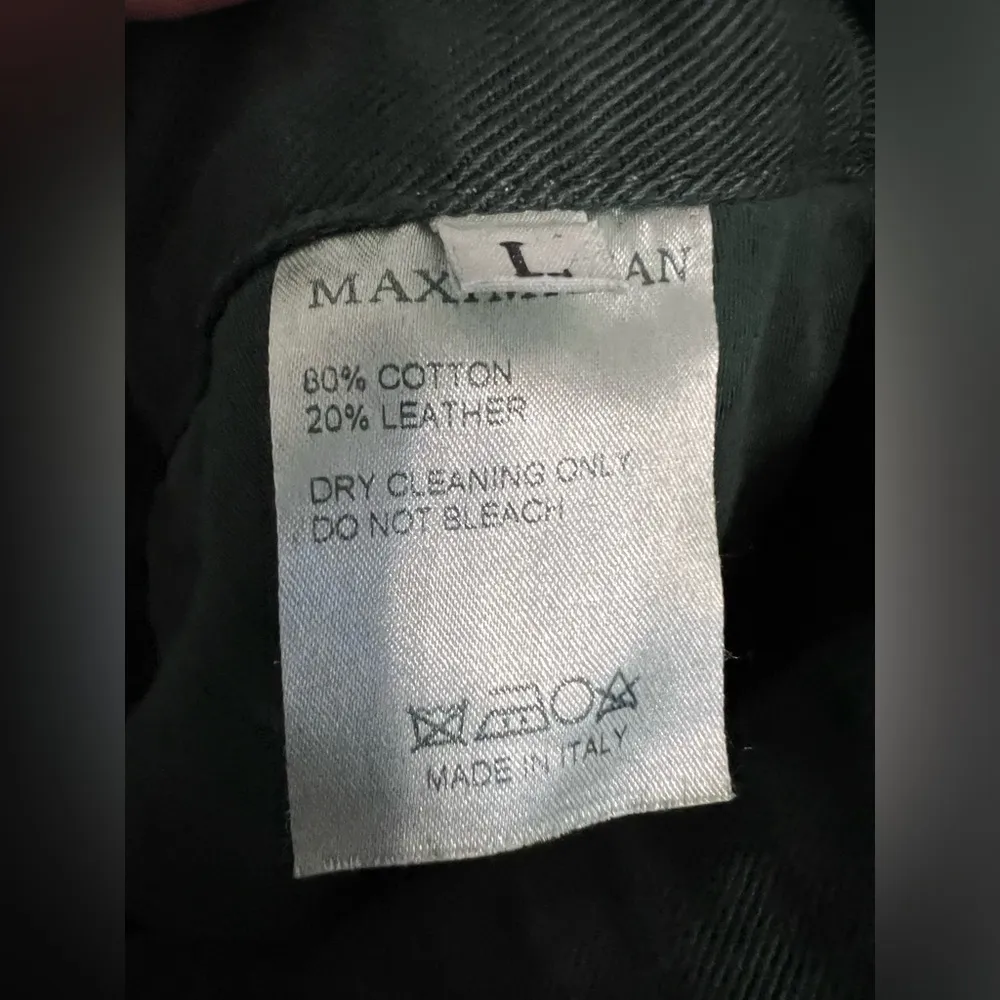 L
80% COTTON
20% LEATHER
DRY CLEANING ONLY
DO NOT BLEACH
MADE IN ITALY